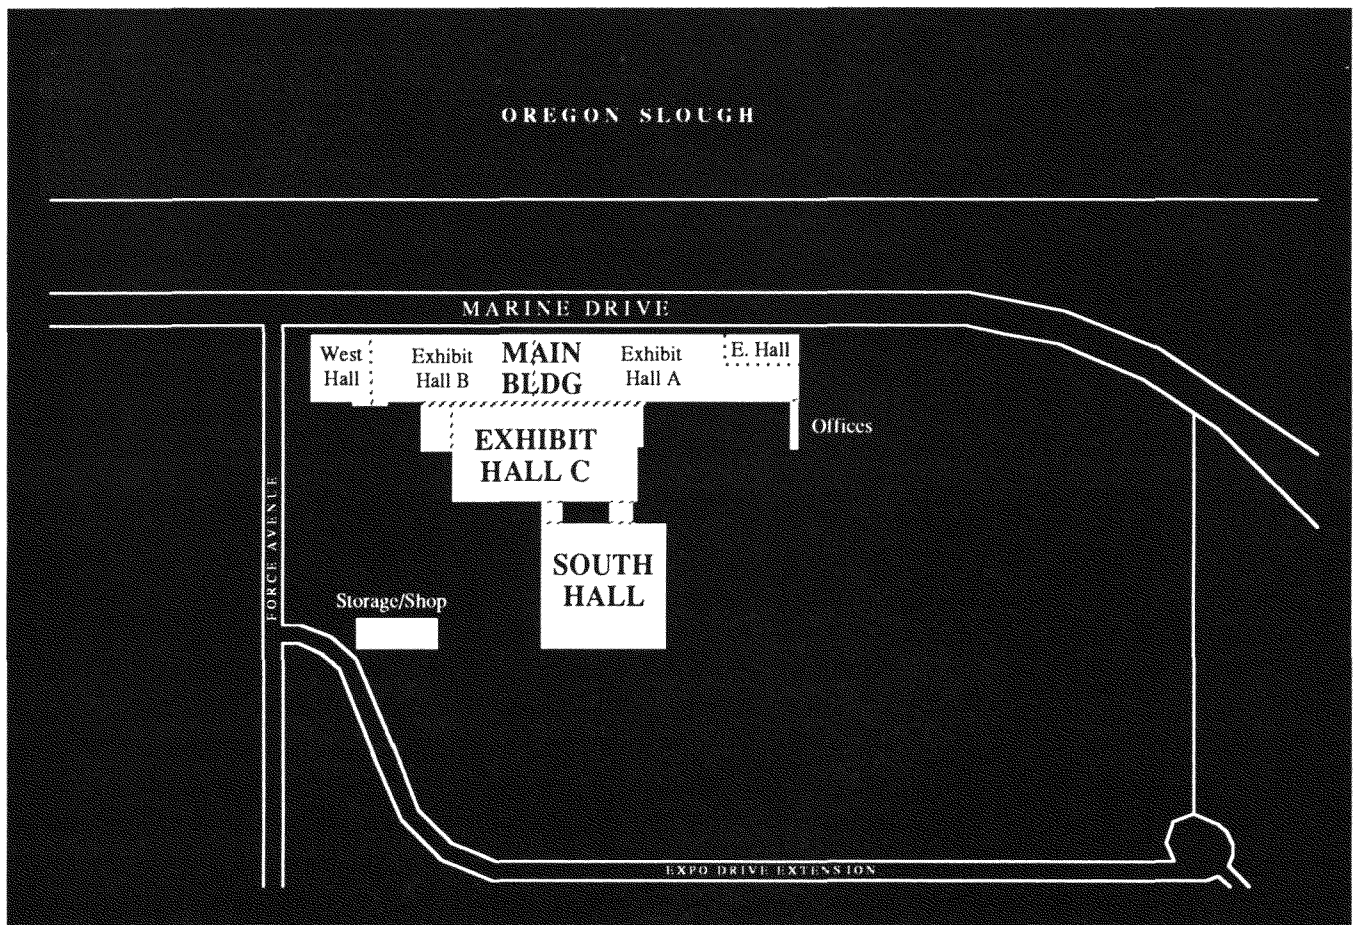 OREGON SLOUGH
MARINE DRIVE
West
Hall
Exhibit
Hall B
MAIN
BLDG
Exhibit
Hall A
E. Hall
Offices
EXHIBIT
HALL C
FORCE AVENUE
SOUTH
HALL
Storage/Shop
EXPO DRIVE EXTENSION